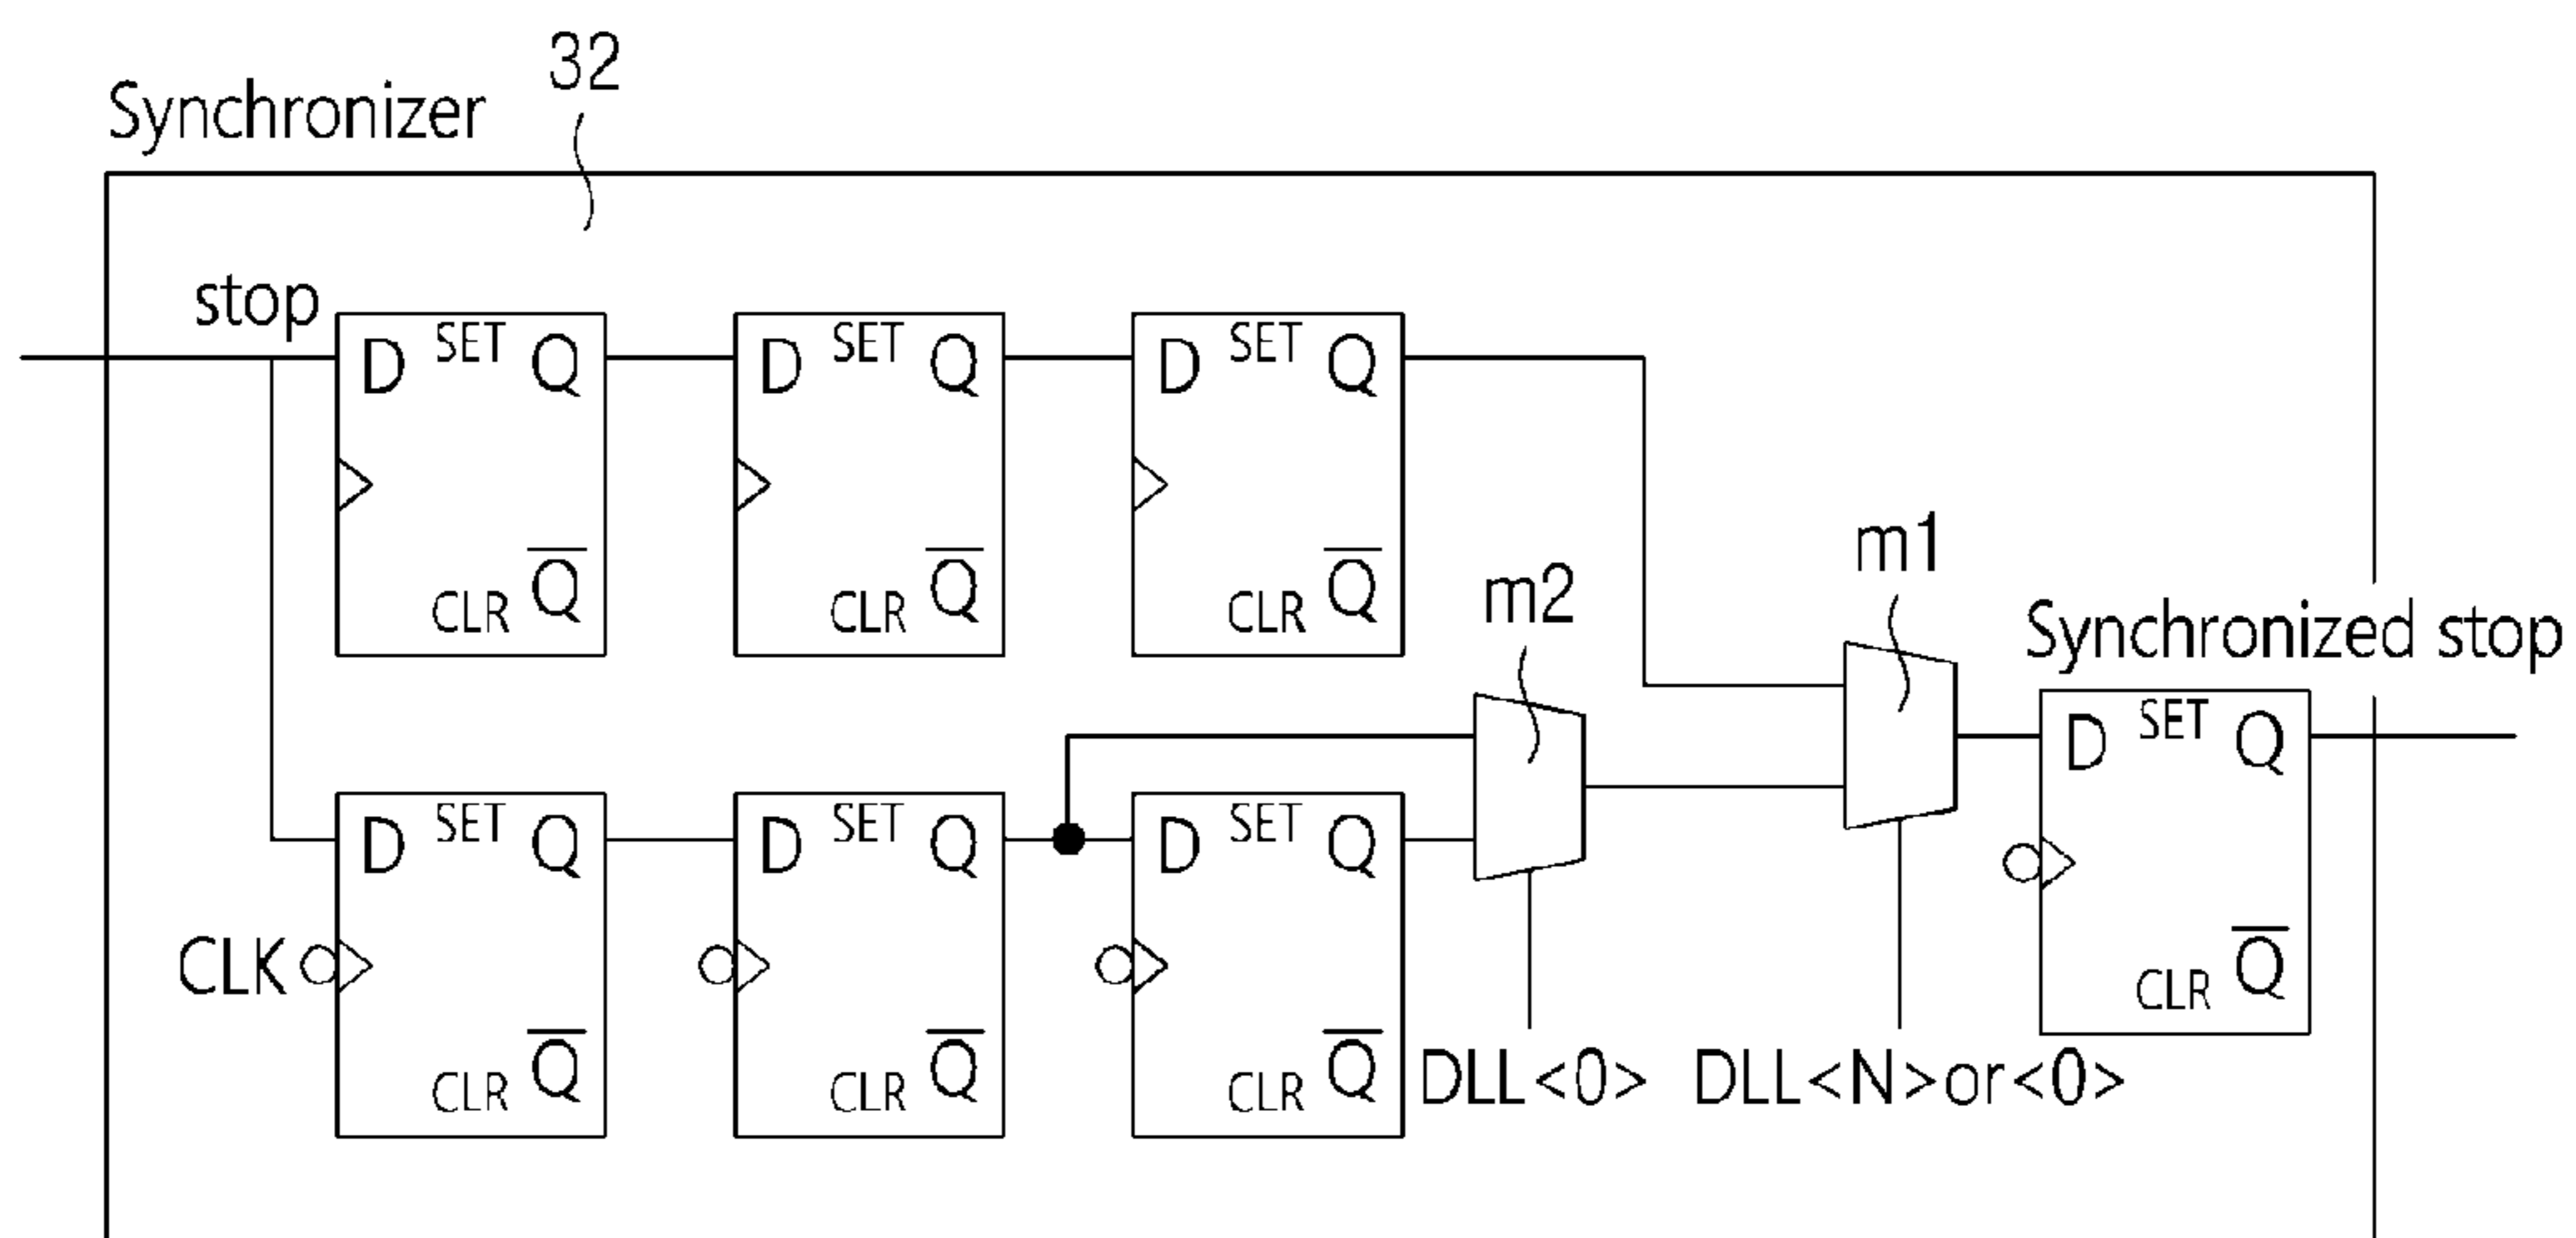 32
Synchronizer
stop
D SET Q D SET Q D SET Q
CLR Q̅ CLR Q̅ CLR Q̅
m2
m1
Synchronized stop
D SET Q
CLR Q̅
D SET Q D SET Q D SET Q
CLK
CLR Q̅ CLR Q̅ CLR Q̅
DLL<0> DLL<N>or<0>